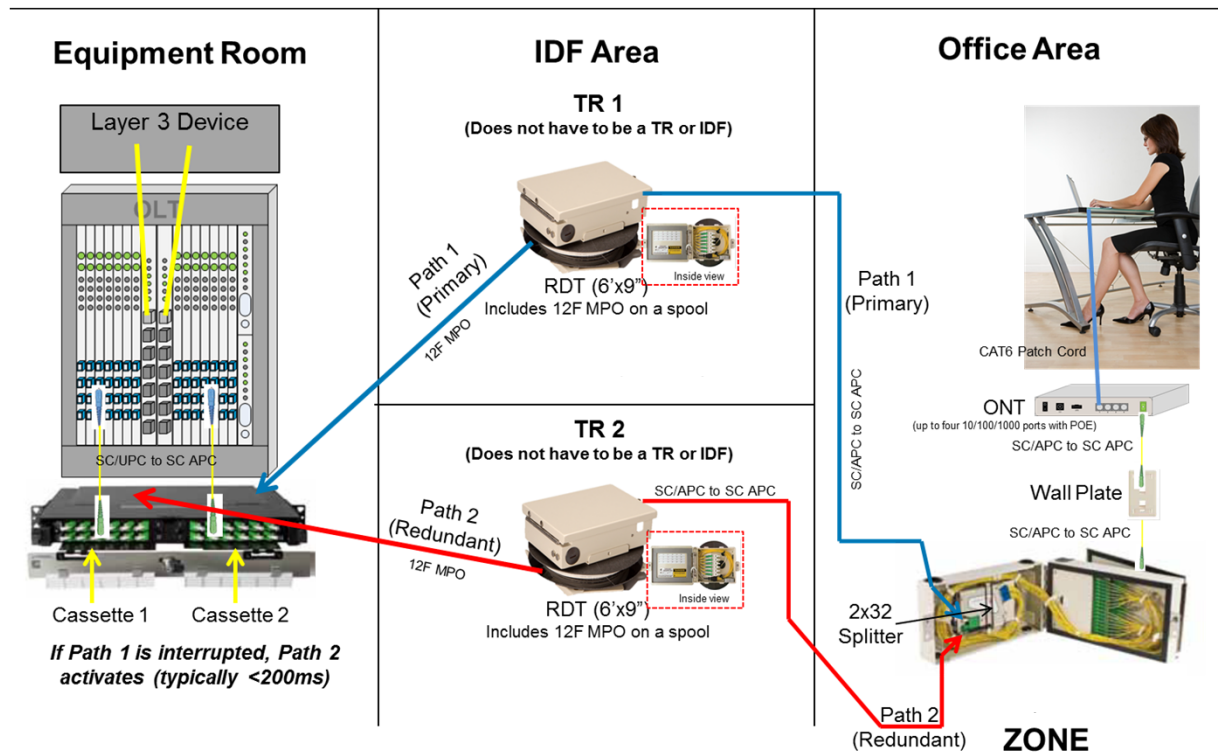 Equipment Room
Layer 3 Device
OLT
SC/UPC to SC APC
Cassette 1
Cassette 2
If Path 1 is interrupted, Path 2
activates (typically <200ms)
IDF Area
TR 1
(Does not have to be a TR or IDF)
Path 1
(Primary)
12F MPO
Inside view
RDT (6'x9")
Includes 12F MPO on a spool
TR 2
(Does not have to be a TR or IDF)
SC/APC to SC APC
Path 2
(Redundant)
12F MPO
Inside view
RDT (6'x9")
Includes 12F MPO on a spool
Office Area
Path 1
(Primary)
SC/APC to SC APC
CAT6 Patch Cord
ONT
(up to four 10/100/1000 ports with POE)
SC/APC to SC APC
Wall Plate
SC/APC to SC APC
2x32
Splitter
Path 2
(Redundant)
ZONE